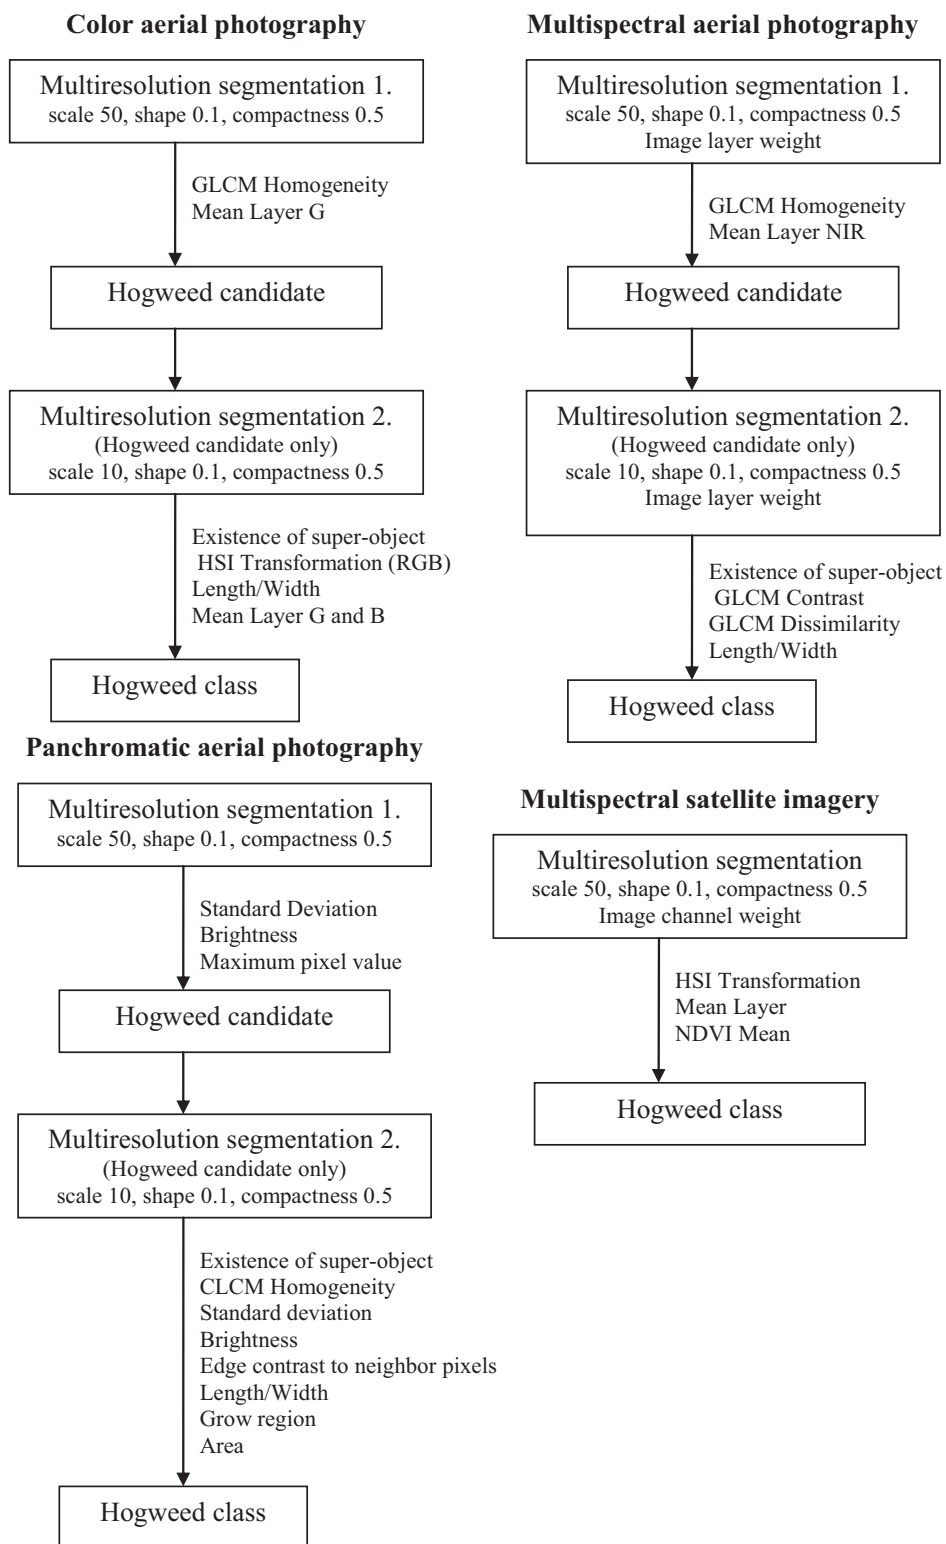 Color aerial photography
Multiresolution segmentation 1.
scale 50, shape 0.1, compactness 0.5
GLCM Homogeneity
Mean Layer G
Hogweed candidate
Multiresolution segmentation 2.
(Hogweed candidate only)
scale 10, shape 0.1, compactness 0.5
Existence of super-object
HSI Transformation (RGB)
Length/Width
Mean Layer G and B
Hogweed class
Multispectral aerial photography
Multiresolution segmentation 1.
scale 50, shape 0.1, compactness 0.5
Image layer weight
GLCM Homogeneity
Mean Layer NIR
Hogweed candidate
Multiresolution segmentation 2.
(Hogweed candidate only)
scale 10, shape 0.1, compactness 0.5
Image layer weight
Existence of super-object
GLCM Contrast
GLCM Dissimilarity
Length/Width
Hogweed class
Panchromatic aerial photography
Multiresolution segmentation 1.
scale 50, shape 0.1, compactness 0.5
Standard Deviation
Brightness
Maximum pixel value
Hogweed candidate
Multiresolution segmentation 2.
(Hogweed candidate only)
scale 10, shape 0.1, compactness 0.5
Existence of super-object
CLCM Homogeneity
Standard deviation
Brightness
Edge contrast to neighbor pixels
Length/Width
Grow region
Area
Hogweed class
Multispectral satellite imagery
Multiresolution segmentation
scale 50, shape 0.1, compactness 0.5
Image channel weight
HSI Transformation
Mean Layer
NDVI Mean
Hogweed class